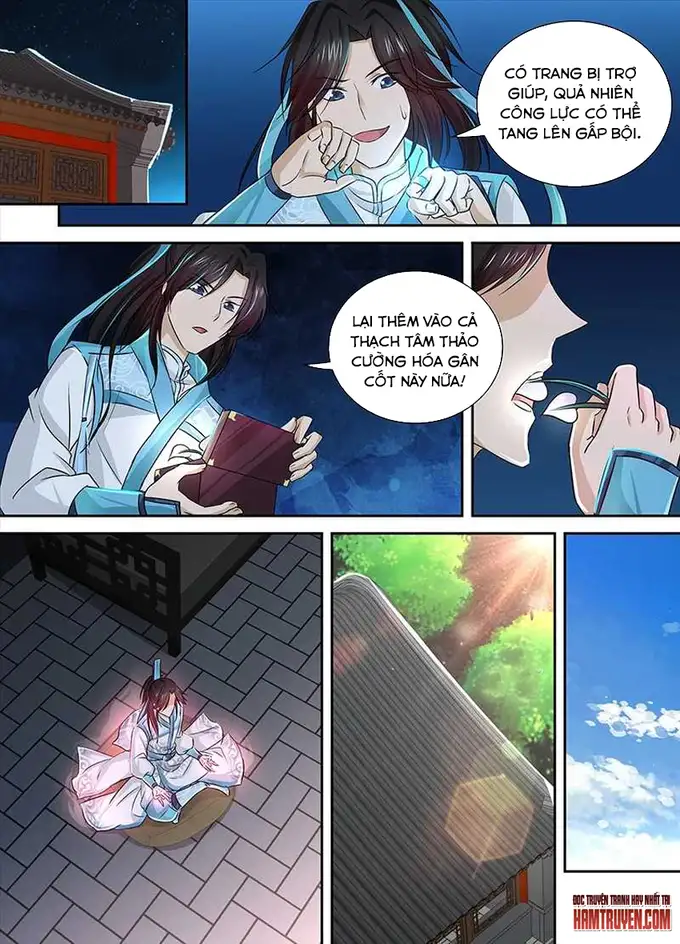 CÓ TRANG BỊ TRỢ
GIÚP, QUẢ NHIÊN
CÔNG LỰC CÓ THỂ
TANG LÊN GẤP BỘI.
LẠI THÊM VÀO CẢ
THẠCH TÂM THẢO
CƯỜNG HÓA GÂN
CỐT NÀY NỮA!
ĐỌC TRUYỆN TRANH HAY NHẤT TẠI
HAMTRUYEN.COM